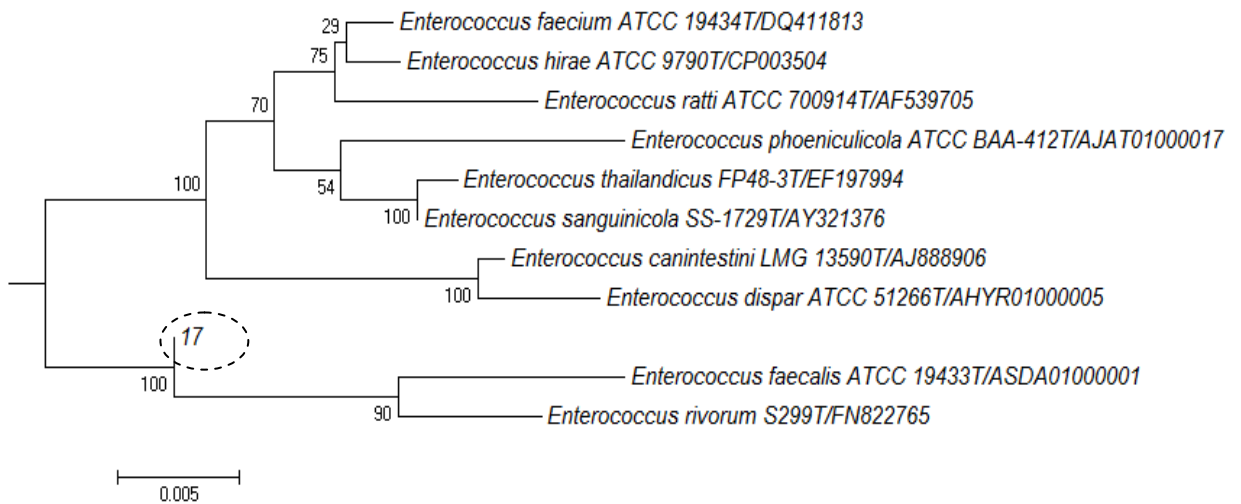 29
Enterococcus faecium ATCC 19434T/DQ411813
75
Enterococcus hirae ATCC 9790T/CP003504
70
Enterococcus ratti ATCC 700914T/AF539705
Enterococcus phoeniculicola ATCC BAA-412T/AJAT01000017
100
54
Enterococcus thailandicus FP48-3T/EF197994
100
Enterococcus sanguinicola SS-1729T/AY321376
Enterococcus canintestini LMG 13590T/AJ888906
100
Enterococcus dispar ATCC 51266T/AHYR01000005
17
100
Enterococcus faecalis ATCC 19433T/ASDA01000001
90
Enterococcus rivorum S299T/FN822765
0.005